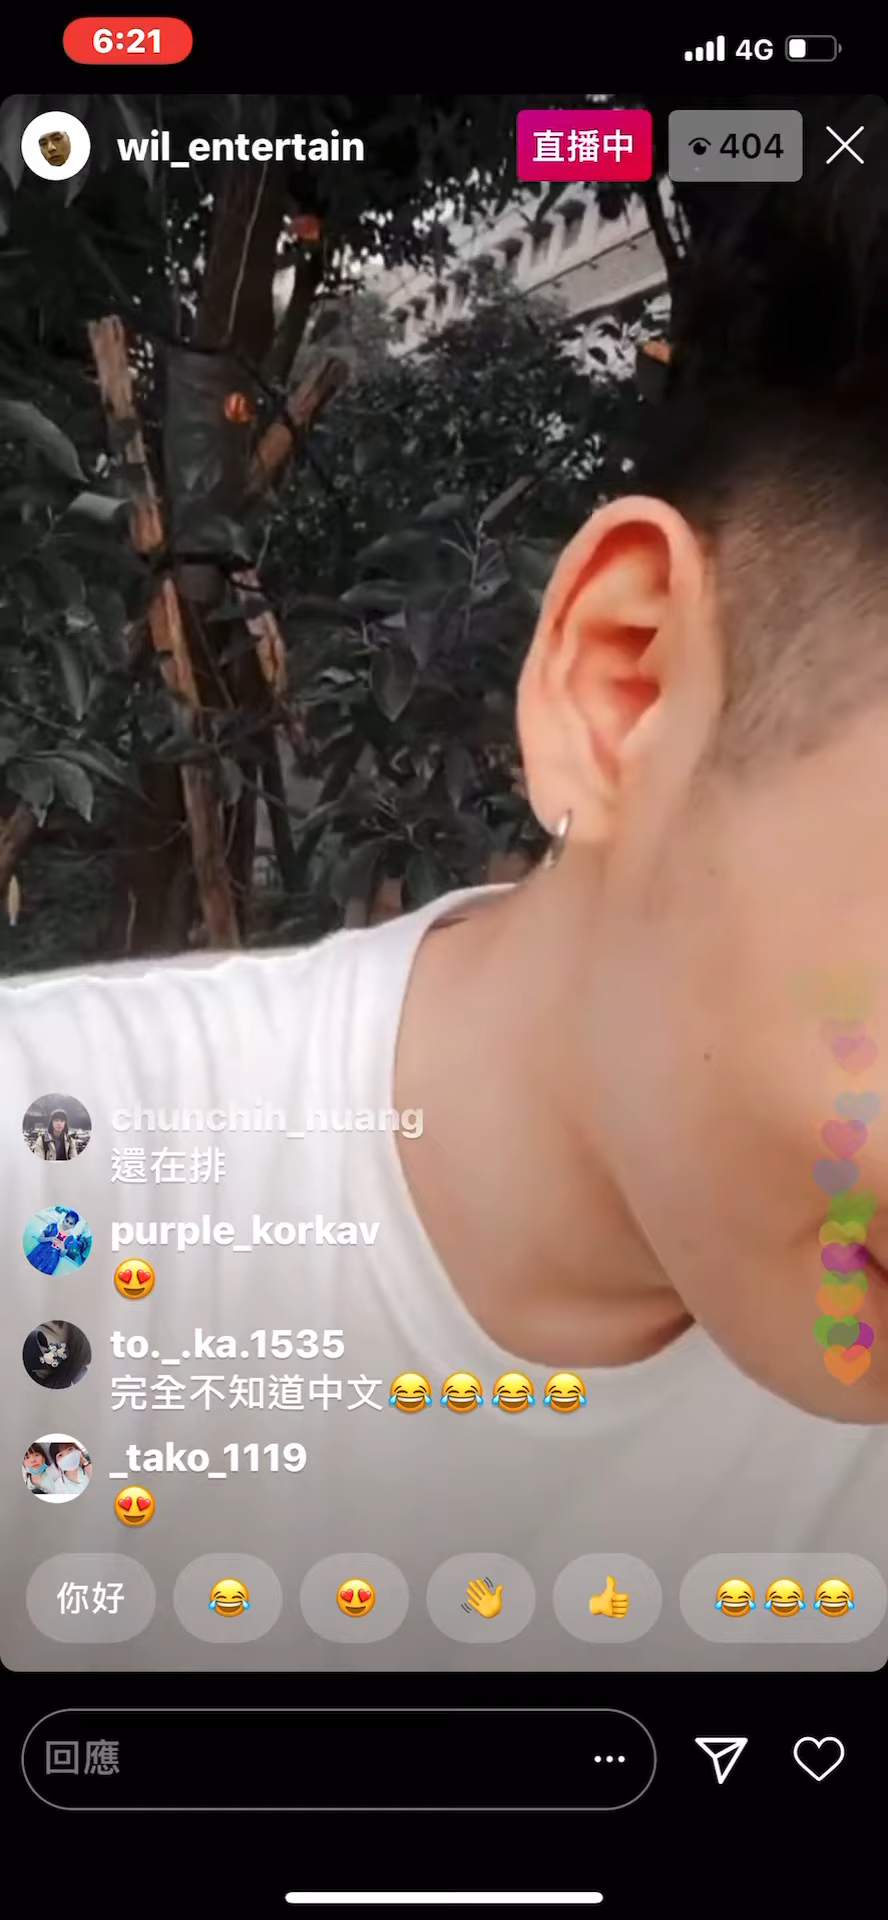 6:21
4G
wil_entertain
直播中
404
chunchih_huang
還在排
purple_korkav
😍
to._.ka.1535
完全不知道中文😂😂😂😂
_tako_1119
😍
你好 😂 😍 👋 👍 😂😂😂
回應